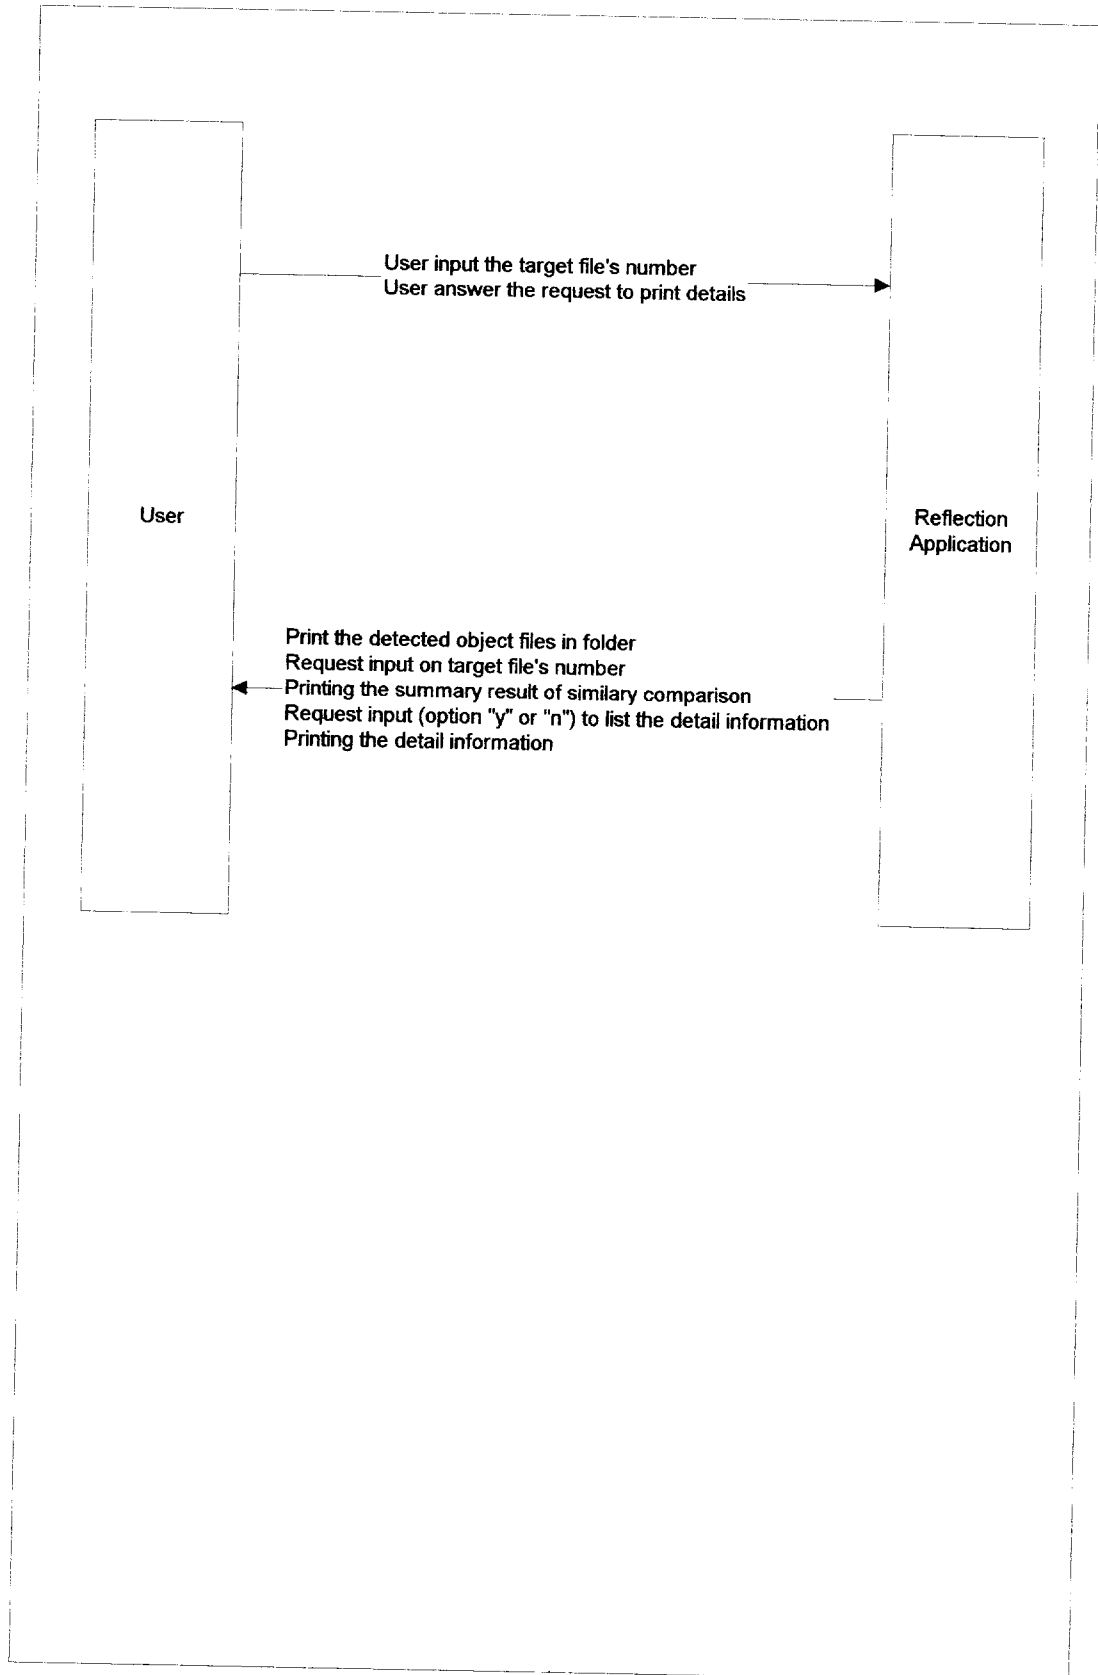 User input the target file's number
User answer the request to print details
User
Reflection
Application
Print the detected object files in folder
Request input on target file's number
Printing the summary result of similary comparison
Request input (option "y" or "n") to list the detail information
Printing the detail information